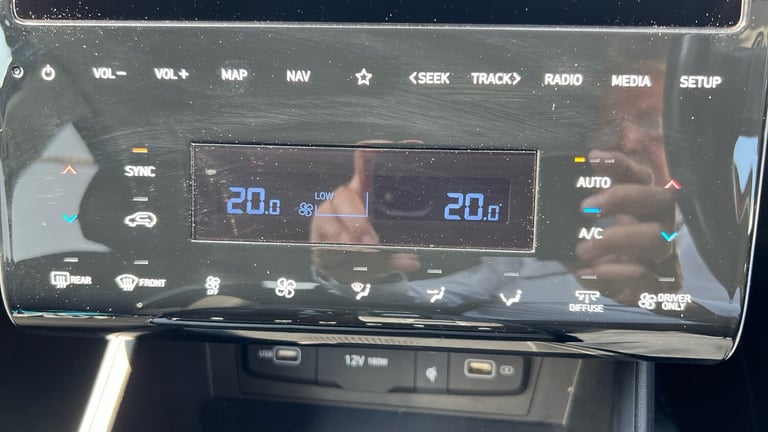 VOL− VOL+ MAP NAV ☆ <SEEK TRACK> RADIO MEDIA SETUP
SYNC
AUTO
LOW
20.0 20.0
A/C
REAR FRONT DIFFUSE DRIVER ONLY
USB 12V 180W